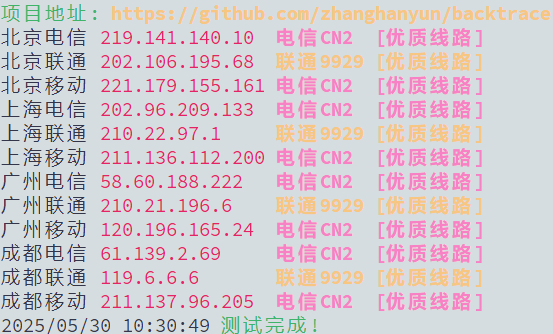 项目地址: https://github.com/zhanghanyun/backtrace
北京电信 219.141.140.10 电信CN2 [优质线路]
北京联通 202.106.195.68 联通9929 [优质线路]
北京移动 221.179.155.161 电信CN2 [优质线路]
上海电信 202.96.209.133 电信CN2 [优质线路]
上海联通 210.22.97.1 联通9929 [优质线路]
上海移动 211.136.112.200 电信CN2 [优质线路]
广州电信 58.60.188.222 电信CN2 [优质线路]
广州联通 210.21.196.6 联通9929 [优质线路]
广州移动 120.196.165.24 电信CN2 [优质线路]
成都电信 61.139.2.69 电信CN2 [优质线路]
成都联通 119.6.6.6 联通9929 [优质线路]
成都移动 211.137.96.205 电信CN2 [优质线路]
2025/05/30 10:30:49 测试完成!